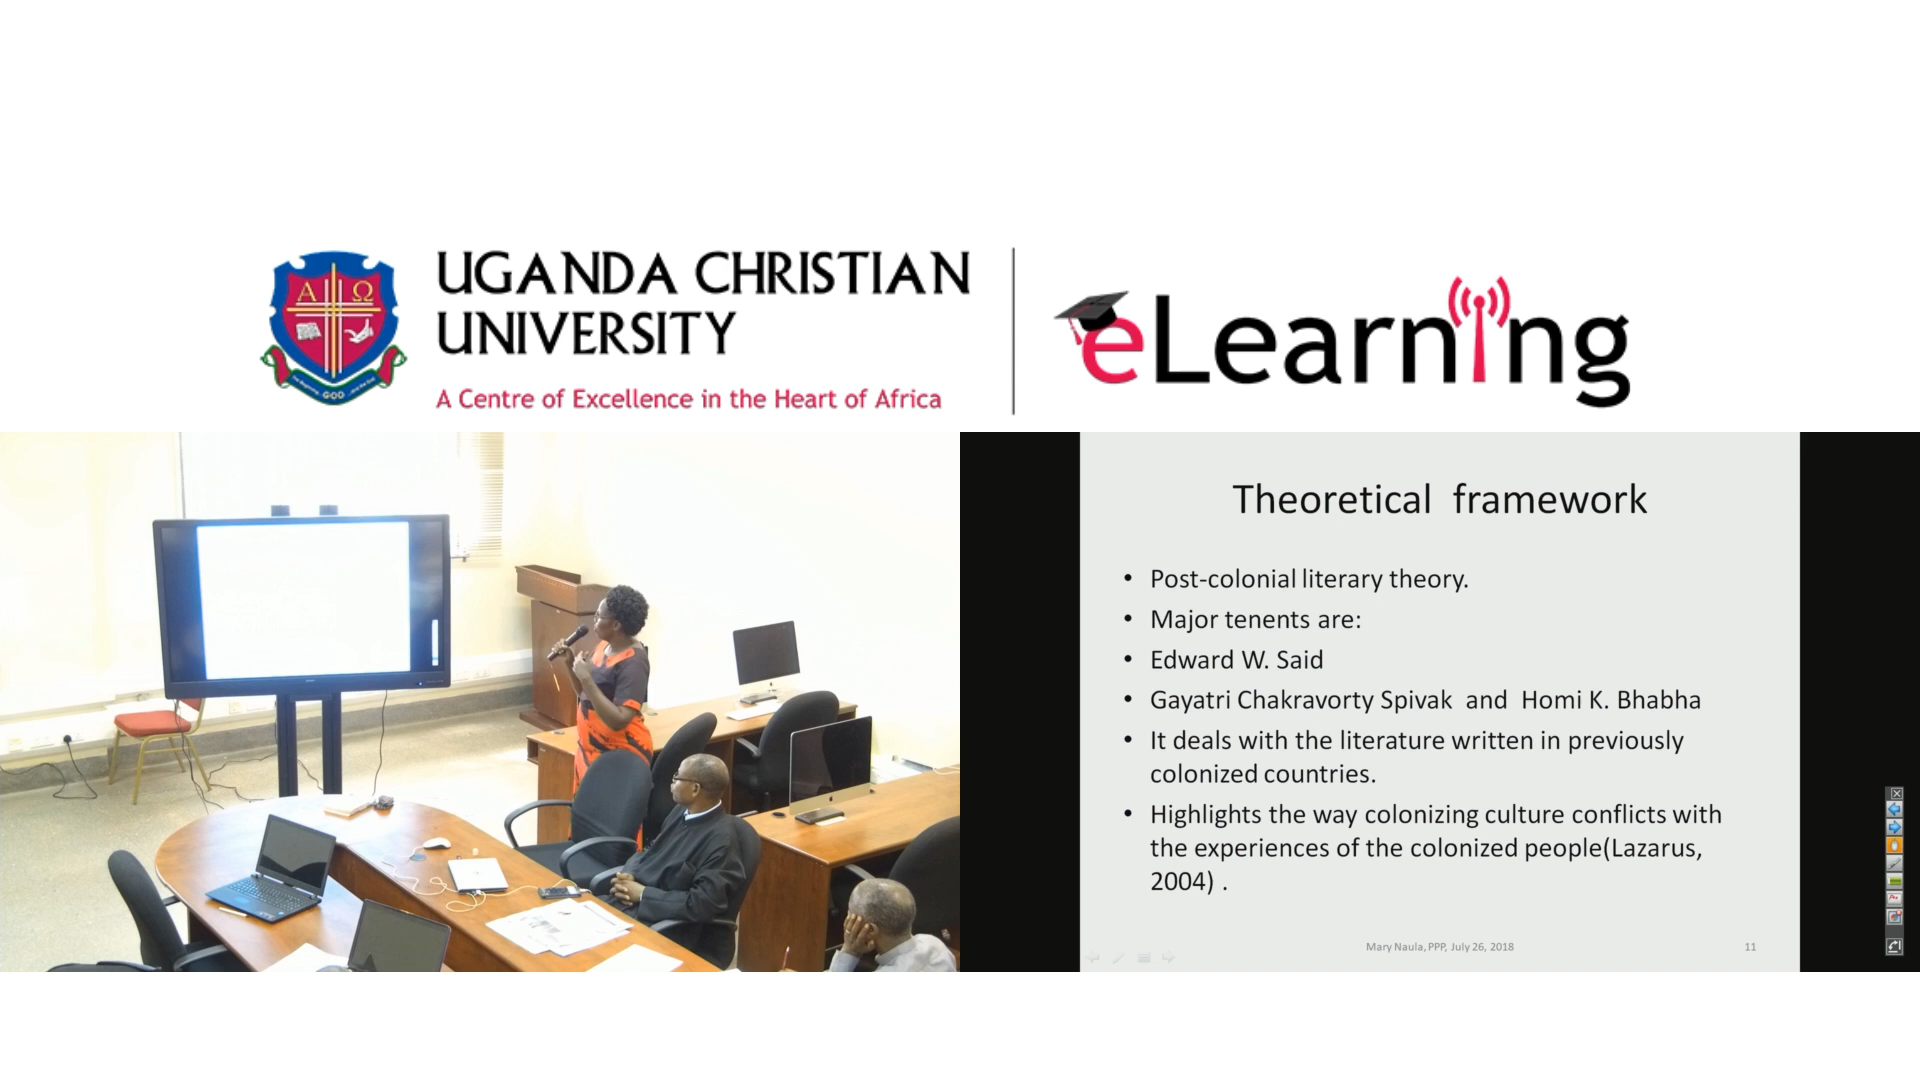 UGANDA CHRISTIAN
UNIVERSITY
A Centre of Excellence in the Heart of Africa
Α Ω
GOD
eLearning
Theoretical framework
• Post-colonial literary theory.
• Major tenents are:
• Edward W. Said
• Gayatri Chakravorty Spivak and Homi K. Bhabha
• It deals with the literature written in previously
colonized countries.
• Highlights the way colonizing culture conflicts with
the experiences of the colonized people(Lazarus,
2004) .
Mary Naula, PPP, July 26, 2018
11